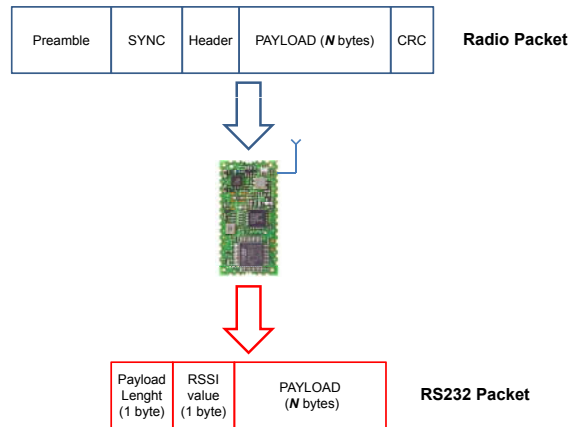 Preamble SYNC Header PAYLOAD (N bytes) CRC Radio Packet
Payload
Lenght
(1 byte)
RSSI
value
(1 byte)
PAYLOAD
(N bytes)
RS232 Packet